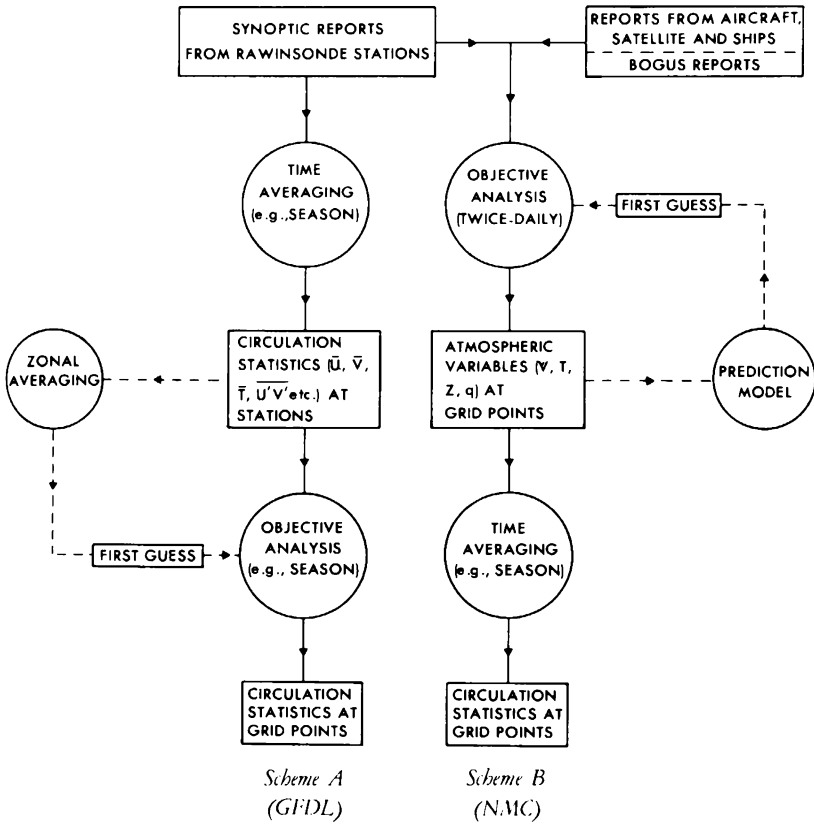 SYNOPTIC REPORTS
FROM RAWINSONDE STATIONS
REPORTS FROM AIRCRAFT,
SATELLITE AND SHIPS
BOGUS REPORTS
TIME
AVERAGING
(e.g.,SEASON)
OBJECTIVE
ANALYSIS
(TWICE-DAILY)
FIRST GUESS
ZONAL
AVERAGING
CIRCULATION
STATISTICS (U̅, V̅,
T̅, U̅'̅V̅'̅ etc.) AT
STATIONS
ATMOSPHERIC
VARIABLES (V, T,
Z, q) AT
GRID POINTS
PREDICTION
MODEL
FIRST GUESS
OBJECTIVE
ANALYSIS
(e.g., SEASON)
TIME
AVERAGING
(e.g., SEASON)
CIRCULATION
STATISTICS AT
GRID POINTS
CIRCULATION
STATISTICS AT
GRID POINTS
Scheme A
(GFDL)
Scheme B
(NMC)